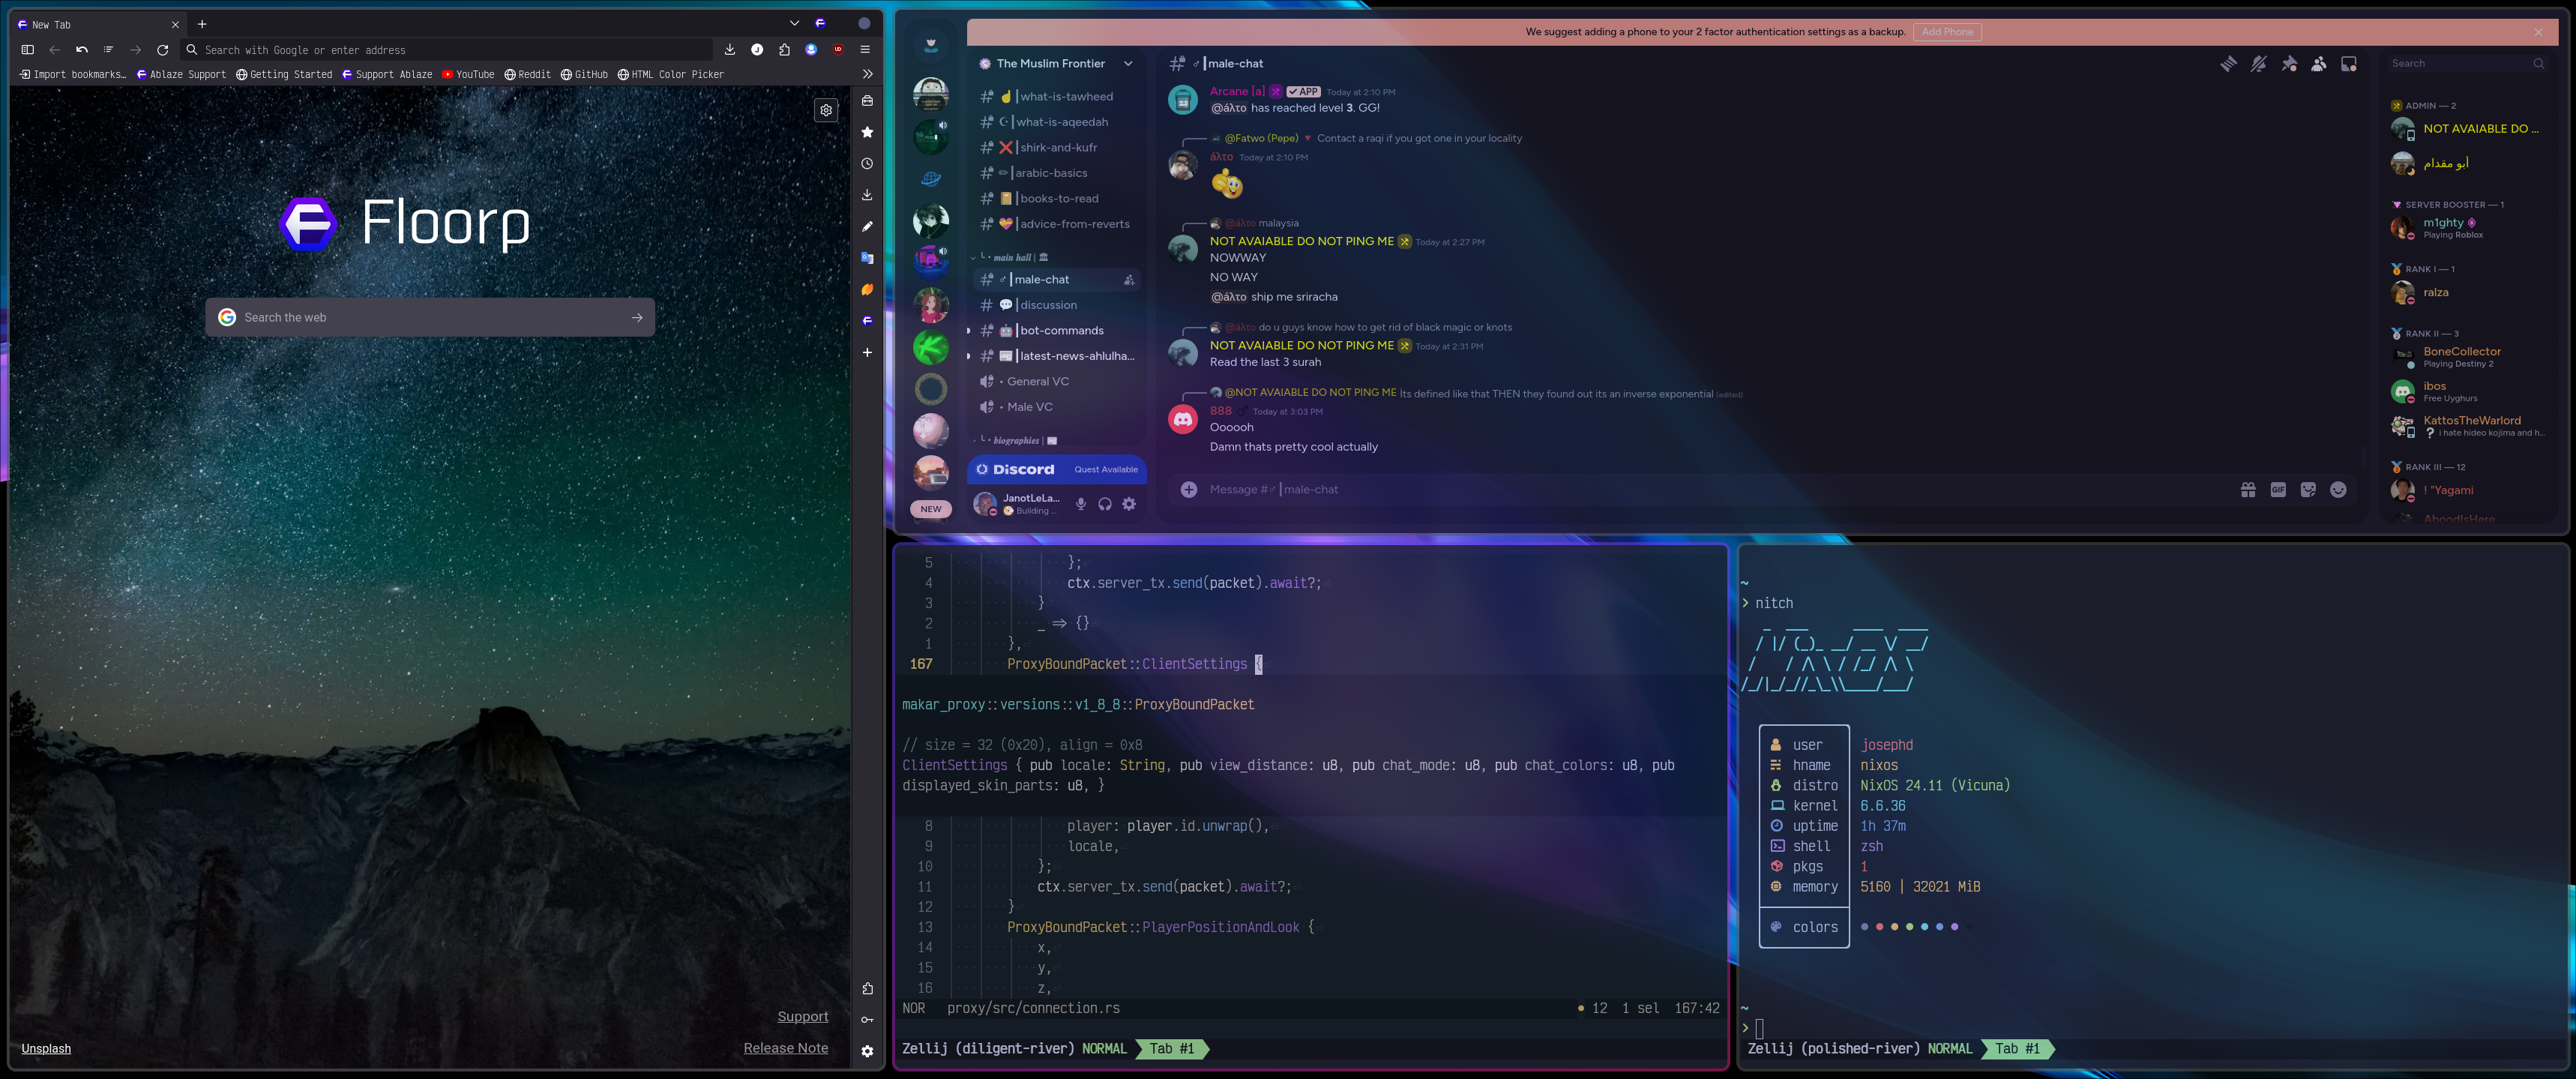 New Tab
Search with Google or enter address
Import bookmarks…
Ablaze Support
Getting Started
Support Ablaze
YouTube
Reddit
GitHub
HTML Color Picker
Floorp
Search the web
Support
Unsplash
Release Note
We suggest adding a phone to your 2 factor authentication settings as a backup.
Add Phone
NEW
The Muslim Frontier
what-is-tawheed
what-is-aqeedah
shirk-and-kufr
arabic-basics
books-to-read
advice-from-reverts
main hall |
male-chat
discussion
bot-commands
latest-news-ahlulha...
• General VC
• Male VC
biographies |
Discord
Quest Available
JanotLeLa...
Building ...
♂┃male-chat
Search
Arcane [a] APP Today at 2:10 PM
@άλτο has reached level 3. GG!
@Fatwo (Pepe) Contact a raqi if you got one in your locality
άλτο Today at 2:10 PM
@άλτο malaysia
NOT AVAIABLE DO NOT PING ME Today at 2:27 PM
NOWWAY
NO WAY
@άλτο ship me sriracha
@άλτο do u guys know how to get rid of black magic or knots
NOT AVAIABLE DO NOT PING ME Today at 2:31 PM
Read the last 3 surah
@NOT AVAIABLE DO NOT PING ME Its defined like that THEN they found out its an inverse exponential (edited)
888 Today at 3:03 PM
Oooooh
Damn thats pretty cool actually
Message #♂┃male-chat
GIF
ADMIN — 2
NOT AVAIABLE DO ...
أبو مقدام
SERVER BOOSTER — 1
m1ghty
Playing Roblox
RANK I — 1
ralza
RANK II — 3
BoneCollector
Playing Destiny 2
ibos
Free Uyghurs
KattosTheWarlord
i hate hideo kojima and h...
RANK III — 12
! "Yagami
AboodIsHere
5 };
4 ctx.server_tx.send(packet).await?;
3 }
2 _ => {}
1 },
167 ProxyBoundPacket::ClientSettings {
makar_proxy::versions::v1_8_8::ProxyBoundPacket
// size = 32 (0x20), align = 0x8
ClientSettings { pub locale: String, pub view_distance: u8, pub chat_mode: u8, pub chat_colors: u8, pub
displayed_skin_parts: u8, }
8 player: player.id.unwrap(),
9 locale,
10 };
11 ctx.server_tx.send(packet).await?;
12 }
13 ProxyBoundPacket::PlayerPositionAndLook {
14 x,
15 y,
16 z,
NOR proxy/src/connection.rs ● 12 1 sel 167:42
Zellij (diligent-river) NORMAL Tab #1
~
> nitch
user josephd
hname nixos
distro NixOS 24.11 (Vicuna)
kernel 6.6.36
uptime 1h 37m
shell zsh
pkgs 1
memory 5160 | 32021 MiB
colors
~
>
Zellij (polished-river) NORMAL Tab #1